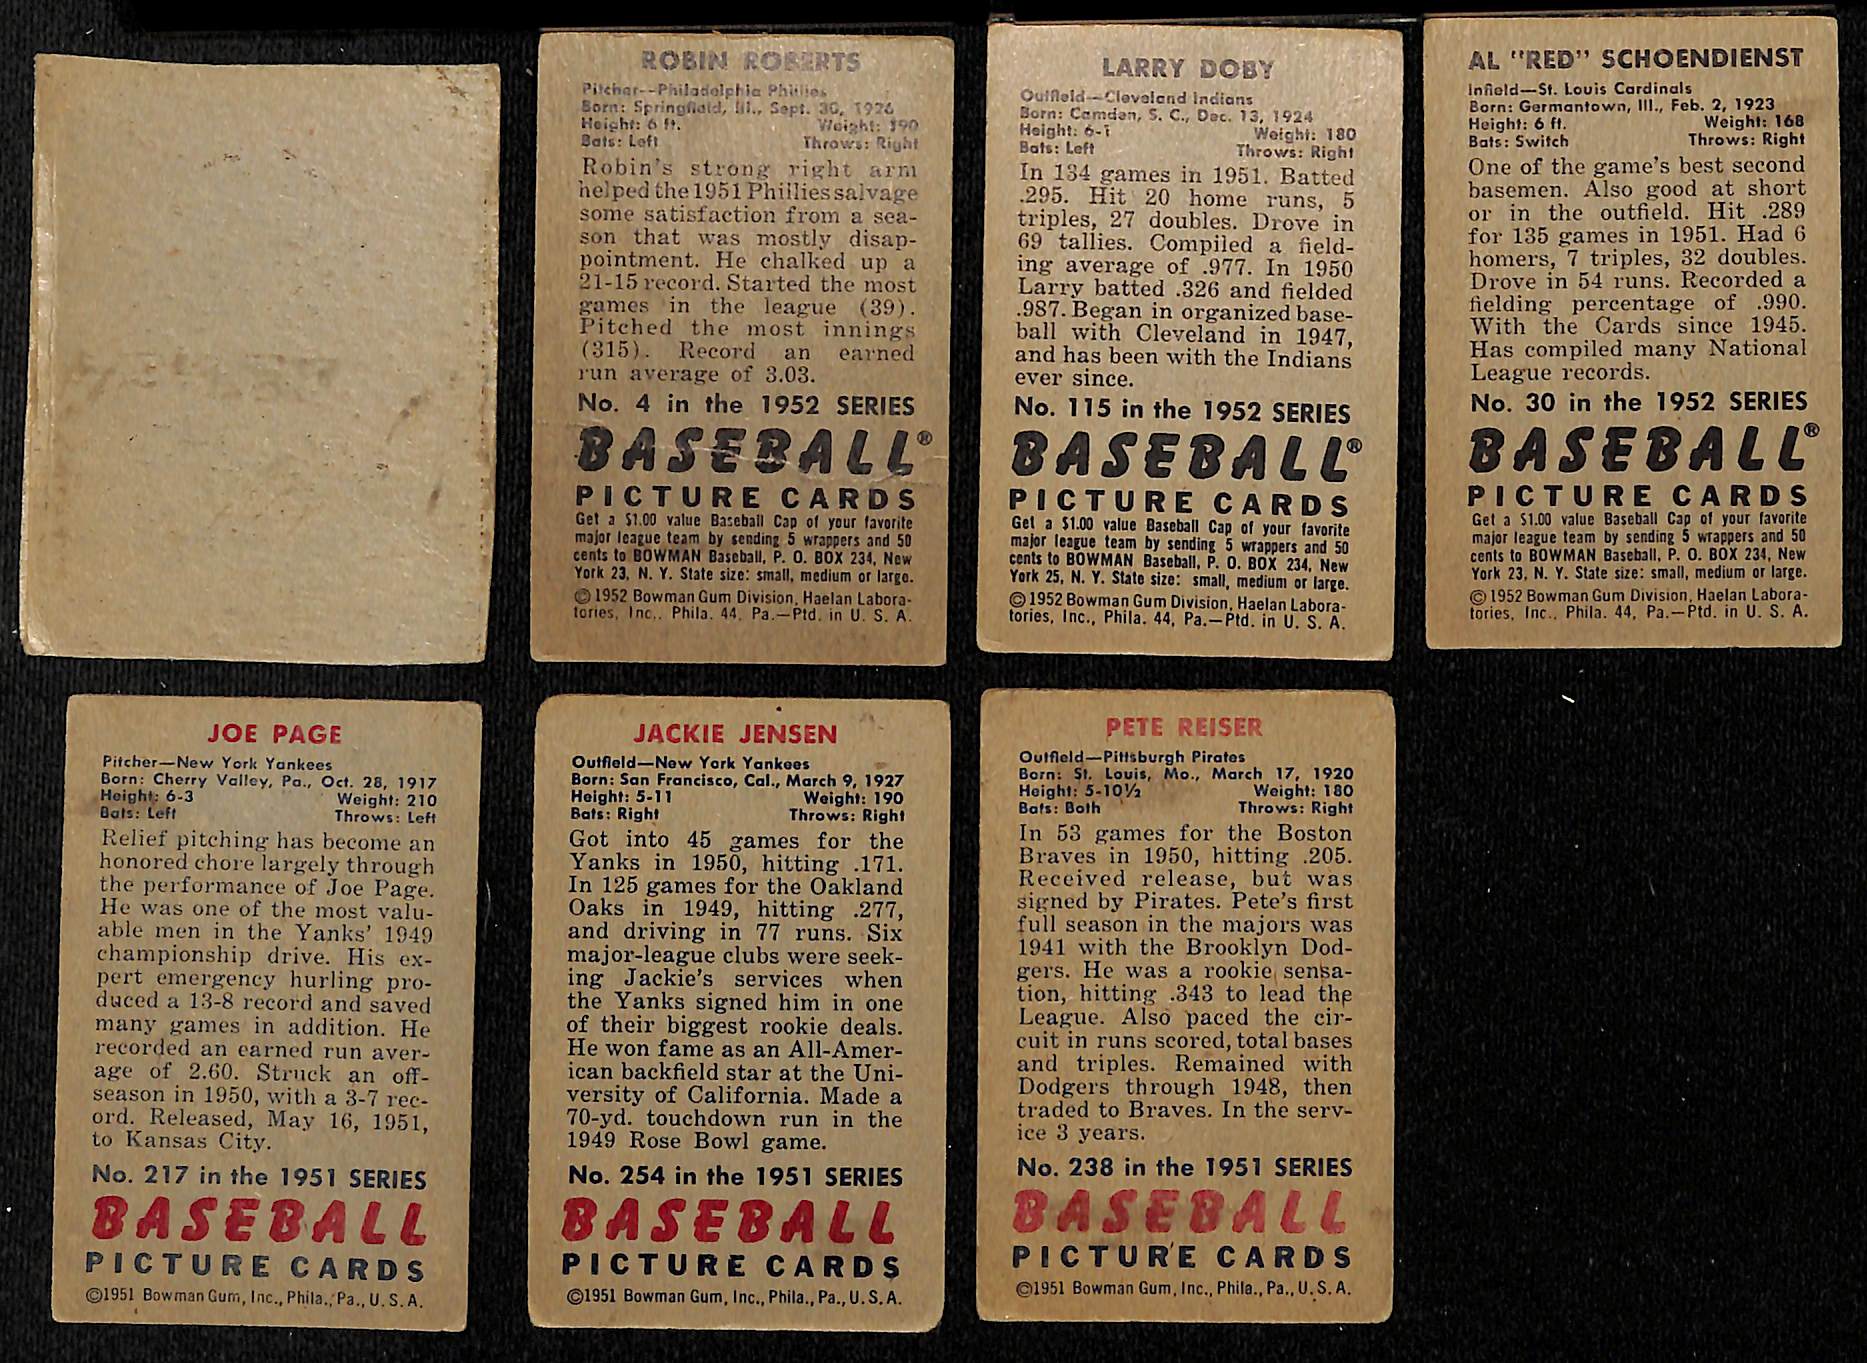 ROBIN ROBERTS
Pitcher--Philadelphia Phillies
Born: Springfield, Ill., Sept. 30, 1926
Height: 6 ft. Weight: 190
Bats: Left Throws: Right
Robin's strong right arm
helped the 1951 Phillies salvage
some satisfaction from a sea-
son that was mostly disap-
pointment. He chalked up a
21-15 record. Started the most
games in the league (39).
Pitched the most innings
(315). Record an earned
run average of 3.03.
No. 4 in the 1952 SERIES
BASEBALL®
PICTURE CARDS
Get a $1.00 value Baseball Cap of your favorite
major league team by sending 5 wrappers and 50
cents to BOWMAN Baseball, P. O. BOX 234, New
York 23, N. Y. State size: small, medium or large.
© 1952 Bowman Gum Division, Haelan Labora-
tories, Inc., Phila. 44, Pa.—Ptd. in U. S. A.
LARRY DOBY
Outfield—Cleveland Indians
Born: Camden, S. C., Dec. 13, 1924
Height: 6-1 Weight: 180
Bats: Left Throws: Right
In 134 games in 1951. Batted
.295. Hit 20 home runs, 5
triples, 27 doubles. Drove in
69 tallies. Compiled a field-
ing average of .977. In 1950
Larry batted .326 and fielded
.987. Began in organized base-
ball with Cleveland in 1947,
and has been with the Indians
ever since.
No. 115 in the 1952 SERIES
BASEBALL®
PICTURE CARDS
Get a $1.00 value Baseball Cap of your favorite
major league team by sending 5 wrappers and 50
cents to BOWMAN Baseball, P. O. BOX 234, New
York 25, N. Y. State size: small, medium or large.
© 1952 Bowman Gum Division, Haelan Labora-
tories, Inc., Phila. 44, Pa.—Ptd. in U. S. A.
AL "RED" SCHOENDIENST
Infield—St. Louis Cardinals
Born: Germantown, Ill., Feb. 2, 1923
Height: 6 ft. Weight: 168
Bats: Switch Throws: Right
One of the game's best second
basemen. Also good at short
or in the outfield. Hit .289
for 135 games in 1951. Had 6
homers, 7 triples, 32 doubles.
Drove in 54 runs. Recorded a
fielding percentage of .990.
With the Cards since 1945.
Has compiled many National
League records.
No. 30 in the 1952 SERIES
BASEBALL®
PICTURE CARDS
Get a $1.00 value Baseball Cap of your favorite
major league team by sending 5 wrappers and 50
cents to BOWMAN Baseball, P. O. BOX 234, New
York 23, N. Y. State size: small, medium or large.
© 1952 Bowman Gum Division, Haelan Labora-
tories, Inc., Phila. 44, Pa.—Ptd. in U. S. A.
JOE PAGE
Pitcher—New York Yankees
Born: Cherry Valley, Pa., Oct. 28, 1917
Height: 6-3 Weight: 210
Bats: Left Throws: Left
Relief pitching has become an
honored chore largely through
the performance of Joe Page.
He was one of the most valu-
able men in the Yanks' 1949
championship drive. His ex-
pert emergency hurling pro-
duced a 13-8 record and saved
many games in addition. He
recorded an earned run aver-
age of 2.60. Struck an off-
season in 1950, with a 3-7 rec-
ord. Released, May 16, 1951,
to Kansas City.
No. 217 in the 1951 SERIES
BASEBALL
PICTURE CARDS
©1951 Bowman Gum, Inc., Phila., Pa., U. S. A.
JACKIE JENSEN
Outfield—New York Yankees
Born: San Francisco, Cal., March 9, 1927
Height: 5-11 Weight: 190
Bats: Right Throws: Right
Got into 45 games for the
Yanks in 1950, hitting .171.
In 125 games for the Oakland
Oaks in 1949, hitting .277,
and driving in 77 runs. Six
major-league clubs were seek-
ing Jackie's services when
the Yanks signed him in one
of their biggest rookie deals.
He won fame as an All-Amer-
ican backfield star at the Uni-
versity of California. Made a
70-yd. touchdown run in the
1949 Rose Bowl game.
No. 254 in the 1951 SERIES
BASEBALL
PICTURE CARDS
©1951 Bowman Gum, Inc., Phila., Pa., U. S. A.
PETE REISER
Outfield—Pittsburgh Pirates
Born: St. Louis, Mo., March 17, 1920
Height: 5-10½ Weight: 180
Bats: Both Throws: Right
In 53 games for the Boston
Braves in 1950, hitting .205.
Received release, but was
signed by Pirates. Pete's first
full season in the majors was
1941 with the Brooklyn Dod-
gers. He was a rookie sensa-
tion, hitting .343 to lead the
League. Also paced the cir-
cuit in runs scored, total bases
and triples. Remained with
Dodgers through 1948, then
traded to Braves. In the serv-
ice 3 years.
No. 238 in the 1951 SERIES
BASEBALL
PICTURE CARDS
©1951 Bowman Gum, Inc., Phila., Pa., U. S. A.